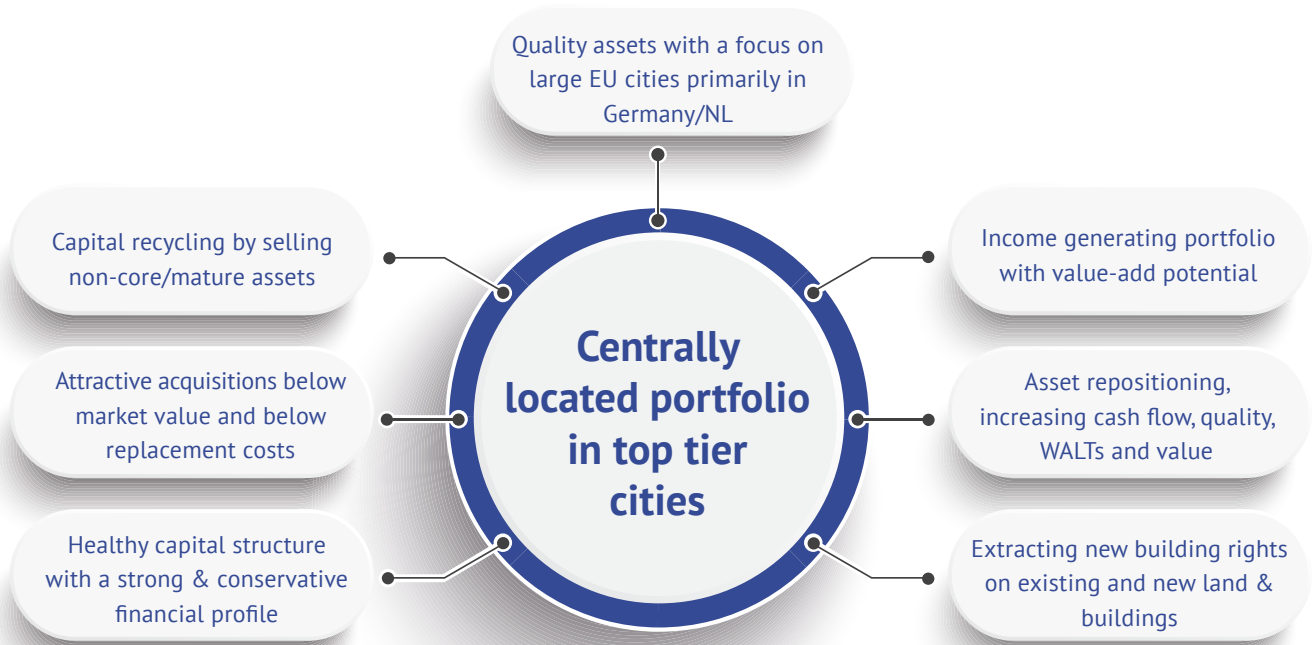 Quality assets with a focus on
large EU cities primarily in
Germany/NL
Capital recycling by selling
non-core/mature assets
Attractive acquisitions below
market value and below
replacement costs
Healthy capital structure
with a strong & conservative
financial profile
Centrally
located portfolio
in top tier
cities
Income generating portfolio
with value-add potential
Asset repositioning,
increasing cash flow, quality,
WALTs and value
Extracting new building rights
on existing and new land &
buildings